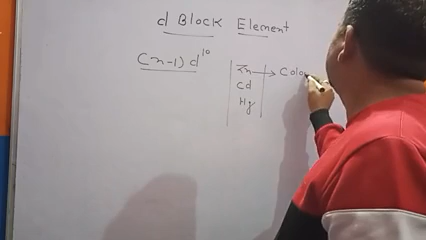 d Block Element
(n-1) d¹⁰
Zn → Colo
Cd
Hg